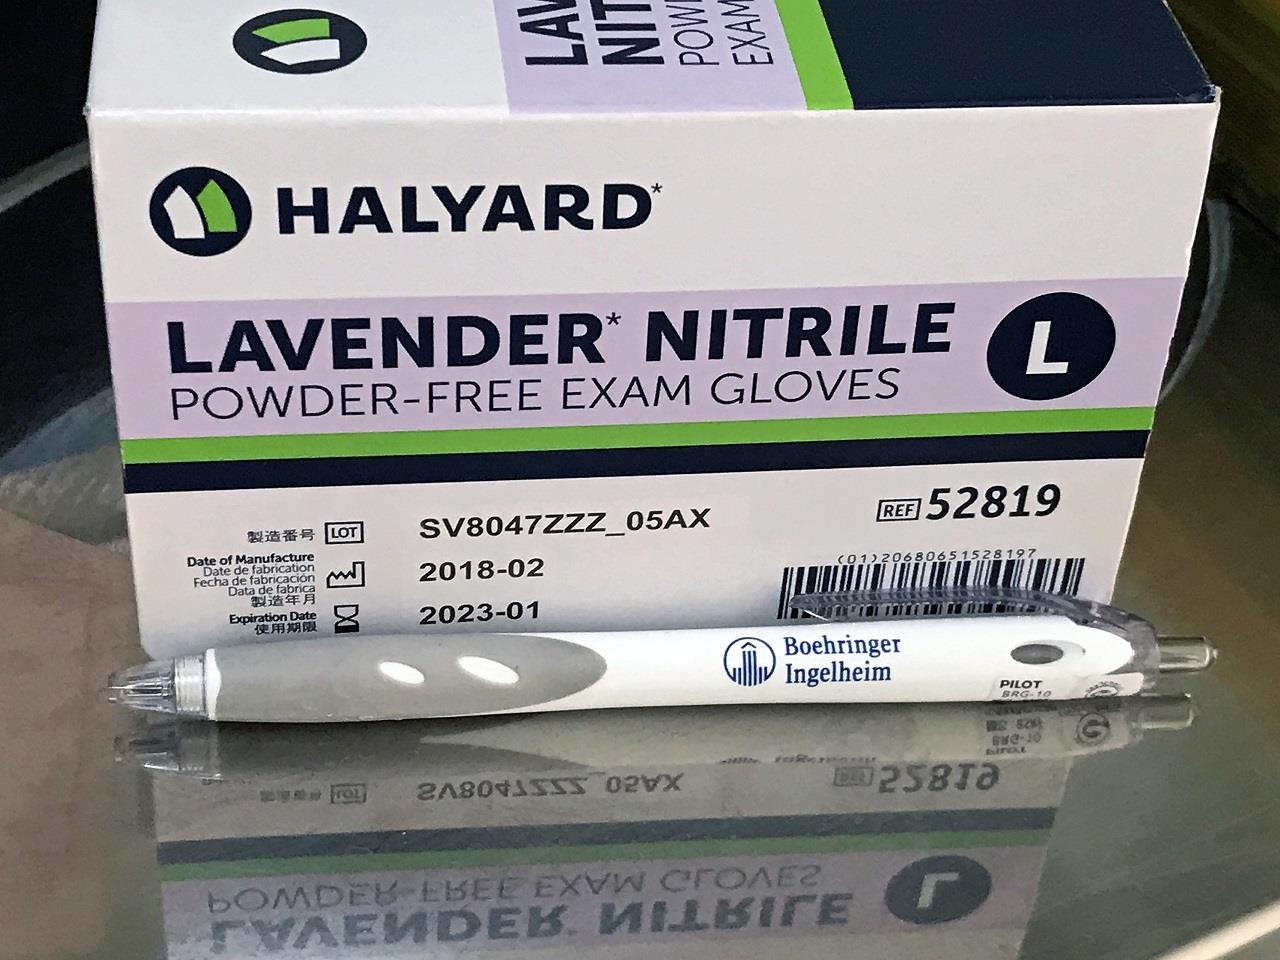 LAV
NIT
POW
EXAM
HALYARD*
LAVENDER* NITRILE
POWDER-FREE EXAM GLOVES
L
REF 52819
製造番号 LOT SV8047ZZZ_05AX
Date of Manufacture
Date de fabrication
Fecha de fabricación
Data de fabrica
製造年月
2018-02
Expiration Date
使用期限
2023-01
(01)20680651528197
Boehringer
Ingelheim
PILOT
BRG-10